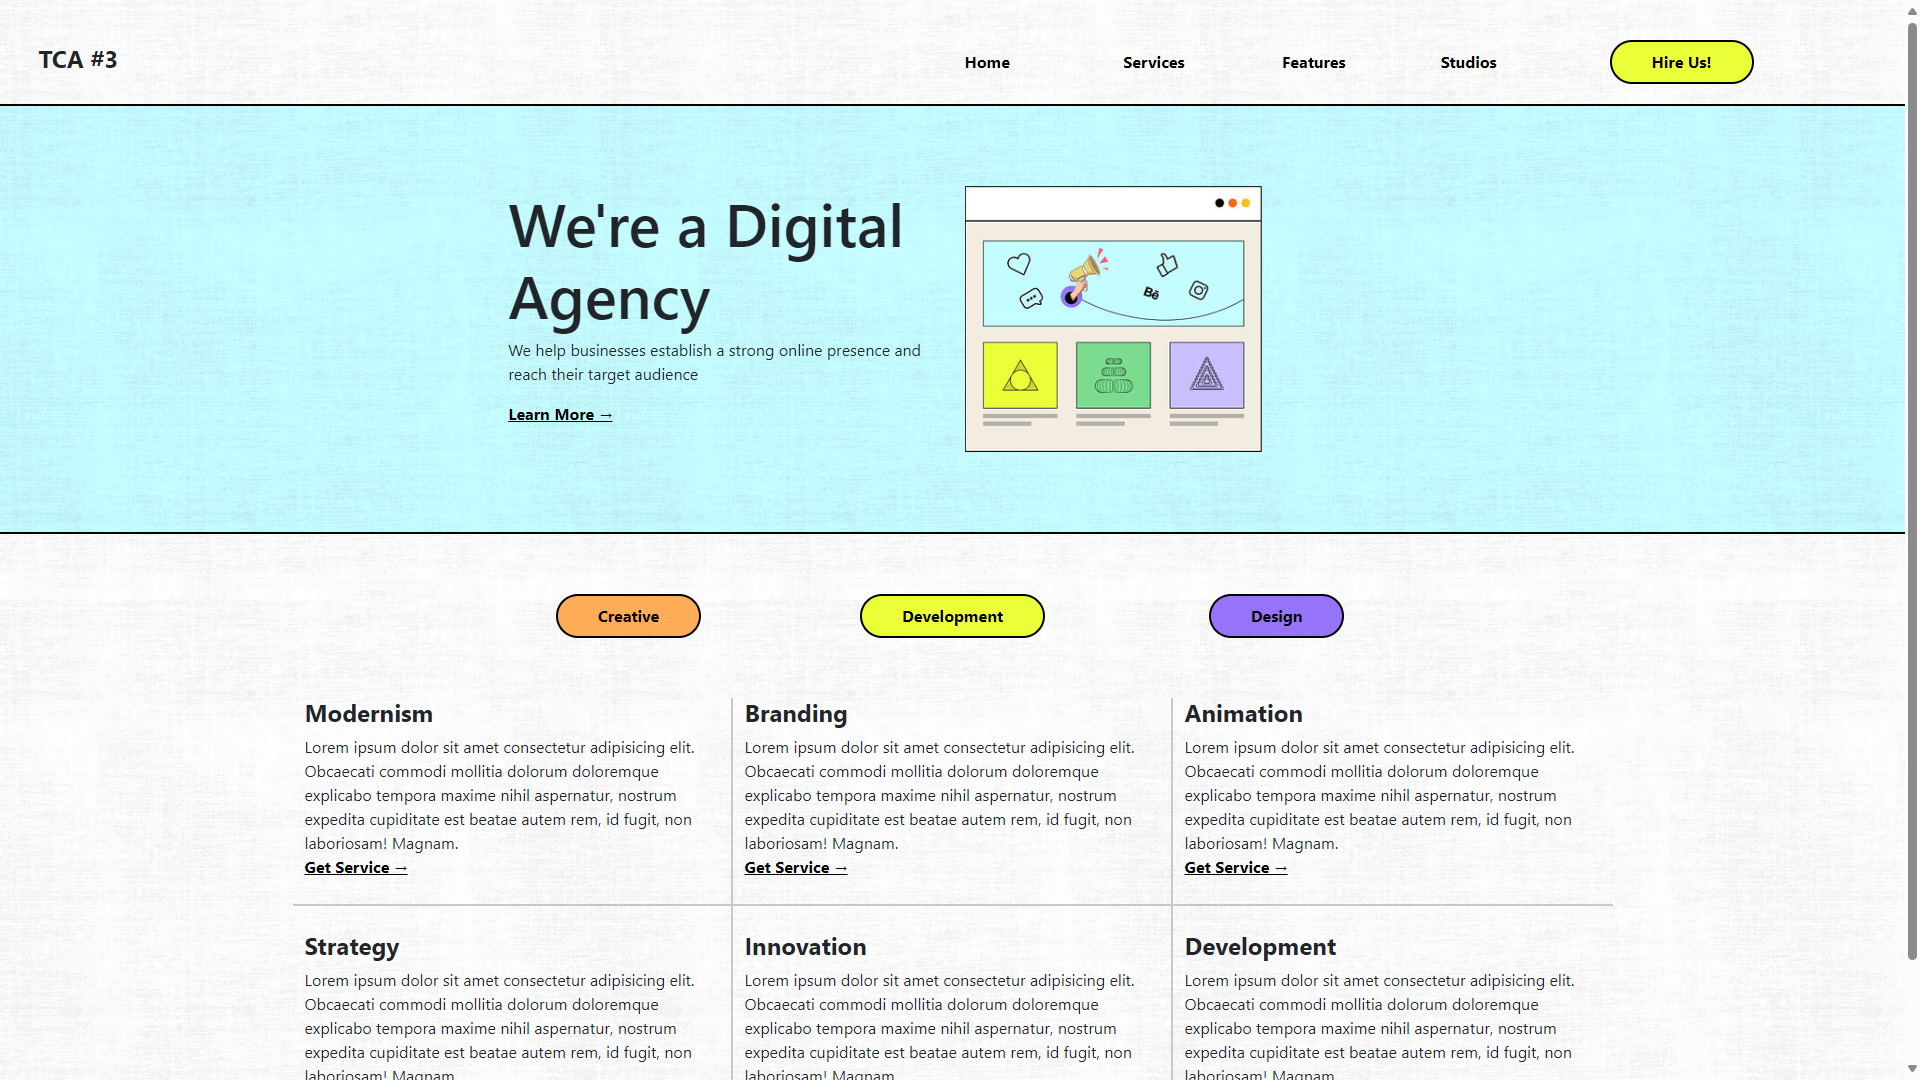 TCA #3
Home
Services
Features
Studios
Hire Us!
We're a Digital
Agency
We help businesses establish a strong online presence and
reach their target audience
Learn More →
Bē
Creative
Development
Design
Modernism
Lorem ipsum dolor sit amet consectetur adipisicing elit.
Obcaecati commodi mollitia dolorum doloremque
explicabo tempora maxime nihil aspernatur, nostrum
expedita cupiditate est beatae autem rem, id fugit, non
laboriosam! Magnam.
Get Service →
Branding
Lorem ipsum dolor sit amet consectetur adipisicing elit.
Obcaecati commodi mollitia dolorum doloremque
explicabo tempora maxime nihil aspernatur, nostrum
expedita cupiditate est beatae autem rem, id fugit, non
laboriosam! Magnam.
Get Service →
Animation
Lorem ipsum dolor sit amet consectetur adipisicing elit.
Obcaecati commodi mollitia dolorum doloremque
explicabo tempora maxime nihil aspernatur, nostrum
expedita cupiditate est beatae autem rem, id fugit, non
laboriosam! Magnam.
Get Service →
Strategy
Lorem ipsum dolor sit amet consectetur adipisicing elit.
Obcaecati commodi mollitia dolorum doloremque
explicabo tempora maxime nihil aspernatur, nostrum
expedita cupiditate est beatae autem rem, id fugit, non
laboriosam! Magnam.
Innovation
Lorem ipsum dolor sit amet consectetur adipisicing elit.
Obcaecati commodi mollitia dolorum doloremque
explicabo tempora maxime nihil aspernatur, nostrum
expedita cupiditate est beatae autem rem, id fugit, non
laboriosam! Magnam.
Development
Lorem ipsum dolor sit amet consectetur adipisicing elit.
Obcaecati commodi mollitia dolorum doloremque
explicabo tempora maxime nihil aspernatur, nostrum
expedita cupiditate est beatae autem rem, id fugit, non
laboriosam! Magnam.